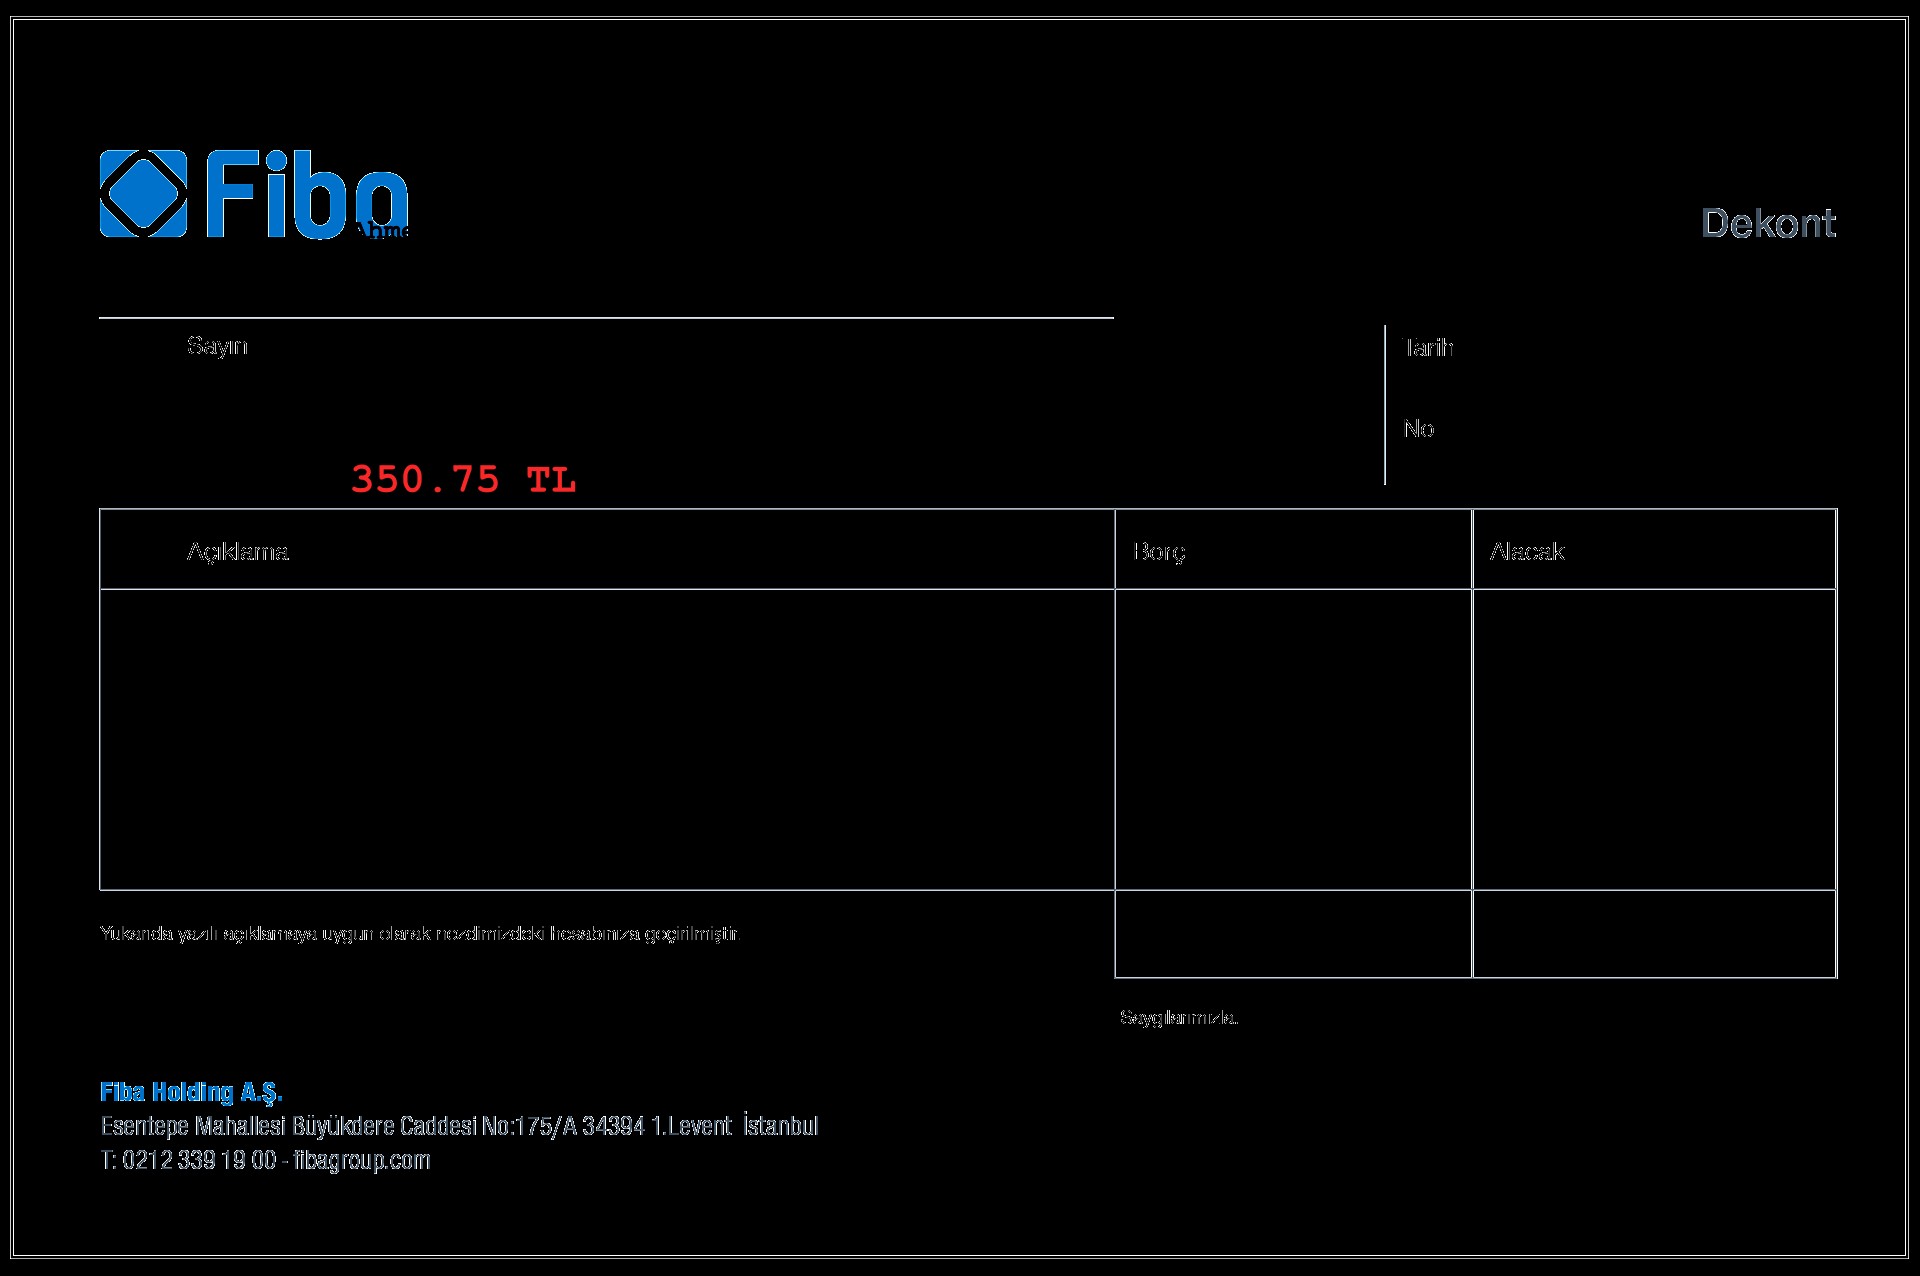 Fiba
Ahme
Dekont
Sayın
Tarih
No
350.75 TL
Açıklama
Borç
Alacak
Yukarıda yazılı açıklamaya uygun olarak nezdimizdeki hesabınıza geçirilmiştir.
Saygılarımızla.
Fiba Holding A.Ş.
Esentepe Mahallesi Büyükdere Caddesi No:175/A 34394 1.Levent İstanbul
T: 0212 339 19 00 - fibagroup.com